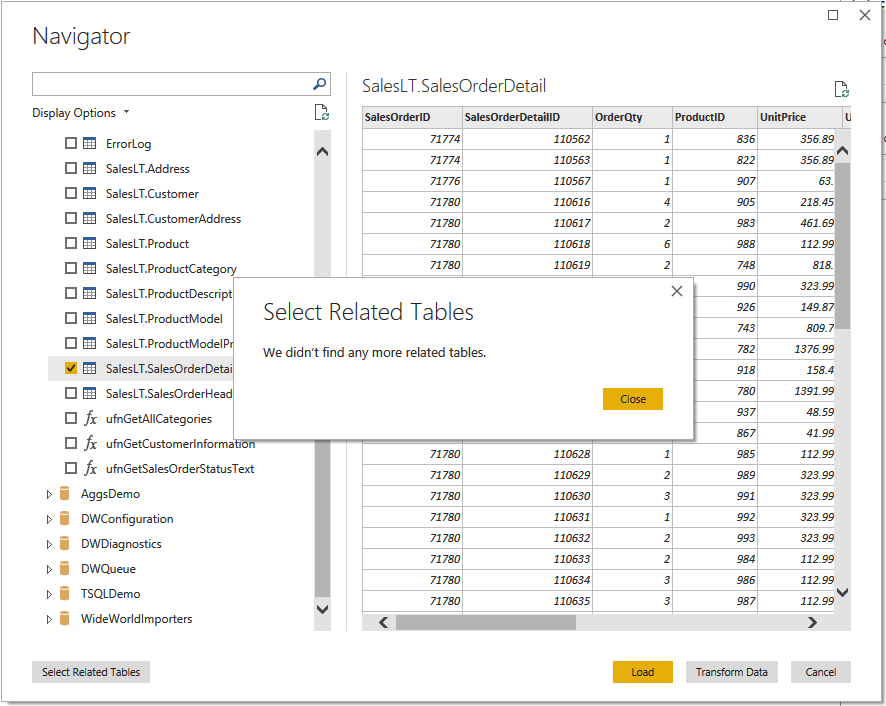 Navigator
Display Options
ErrorLog
SalesLT.Address
SalesLT.Customer
SalesLT.CustomerAddress
SalesLT.Product
SalesLT.ProductCategory
SalesLT.ProductDescript
SalesLT.ProductModel
SalesLT.ProductModelPr
SalesLT.SalesOrderDetai
SalesLT.SalesOrderHead
fx ufnGetAllCategories
fx ufnGetCustomerInformation
fx ufnGetSalesOrderStatusText
AggsDemo
DWConfiguration
DWDiagnostics
DWQueue
TSQLDemo
WideWorldImporters
SalesLT.SalesOrderDetail
SalesOrderID SalesOrderDetailID OrderQty ProductID UnitPrice U
71774 110562 1 836 356.89
71774 110563 1 822 356.89
71776 110567 1 907 63.
71780 110616 4 905 218.45
71780 110617 2 983 461.69
71780 110618 6 988 112.99
71780 110619 2 748 818.
990 323.99
926 149.87
743 809.7
782 1376.99
918 158.4
780 1391.99
937 48.59
867 41.99
71780 110628 1 985 112.99
71780 110629 2 989 323.99
71780 110630 3 991 323.99
71780 110631 1 992 323.99
71780 110632 2 993 323.99
71780 110633 2 984 112.99
71780 110634 3 986 112.99
71780 110635 3 987 112.99
Select Related Tables
We didn't find any more related tables.
Close
Select Related Tables
Load
Transform Data
Cancel